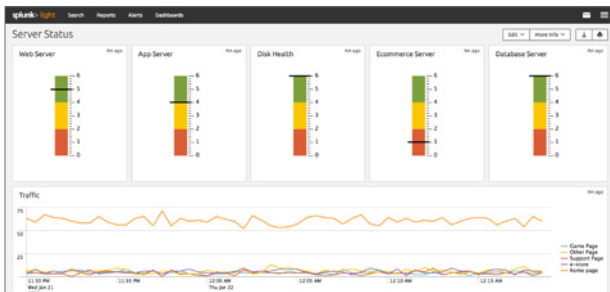 splunk> light Search Reports Alerts Dashboards
Server Status Edit More Info
Web Server 4m ago App Server 4m ago Disk Health 4m ago Ecommerce Server 4m ago Database Server 4m ago
6 6 6 6 6
5 5 5 5 5
4 4 4 4 4
3 3 3 3 3
2 2 2 2 2
1 1 1 1 1
0 0 0 0 0
Traffic 4m ago
75
50
25
Game Page
Other Page
Support Page
e-store
home page
11:50 PM 11:55 PM 12:00 AM 12:05 AM 12:10 AM 12:15 AM
Wed Jan 21 Thu Jan 22